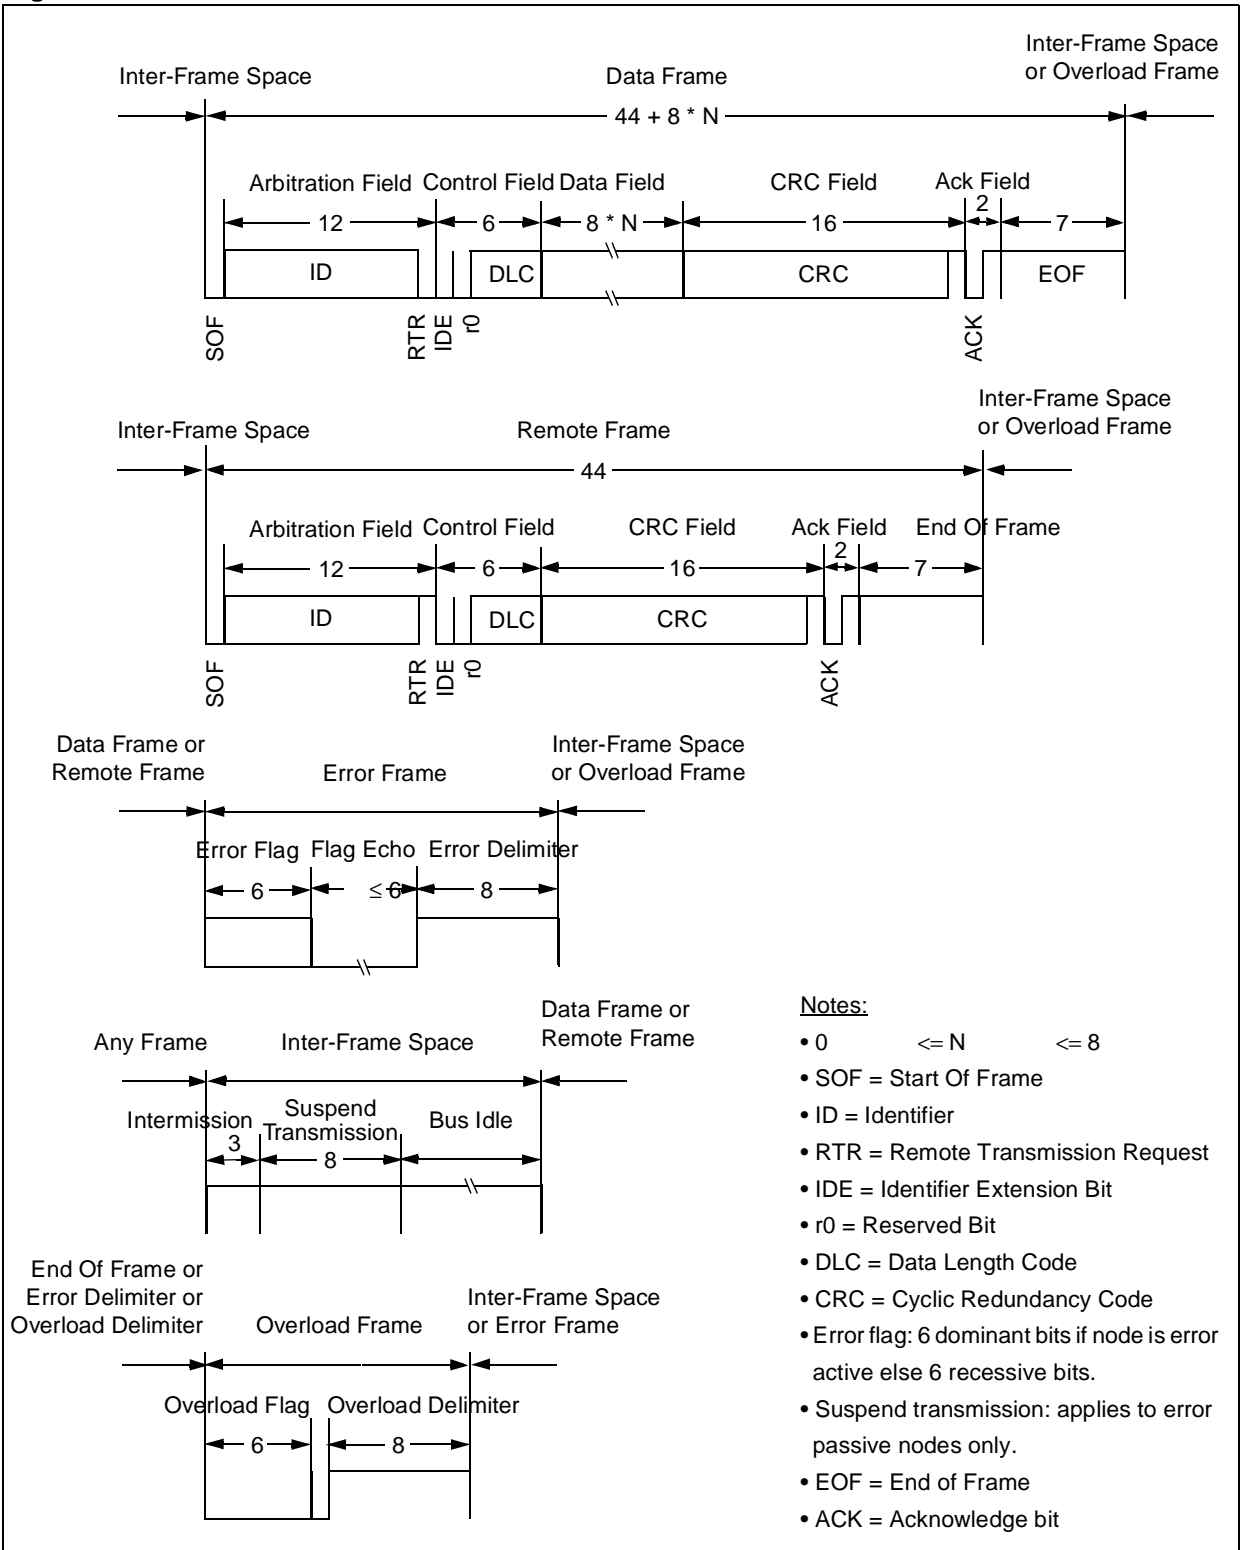 Inter-Frame Space
Data Frame
Inter-Frame Space
or Overload Frame
44 + 8 * N
Arbitration Field
Control Field
Data Field
CRC Field
Ack Field
12
6
8 * N
16
2
7
ID
DLC
CRC
EOF
SOF
RTR
IDE
r0
ACK
Inter-Frame Space
Remote Frame
Inter-Frame Space
or Overload Frame
44
Arbitration Field
Control Field
CRC Field
Ack Field
End Of Frame
12
6
16
2
7
ID
DLC
CRC
SOF
RTR
IDE
r0
ACK
Data Frame or
Remote Frame
Error Frame
Inter-Frame Space
or Overload Frame
Error Flag
Flag Echo
Error Delimiter
6
≤ 6
8
Any Frame
Inter-Frame Space
Data Frame or
Remote Frame
Intermission
Suspend
Transmission
Bus Idle
3
8
End Of Frame or
Error Delimiter or
Overload Delimiter
Overload Frame
Inter-Frame Space
or Error Frame
Overload Flag
Overload Delimiter
6
8
Notes:
• 0 <= N <= 8
• SOF = Start Of Frame
• ID = Identifier
• RTR = Remote Transmission Request
• IDE = Identifier Extension Bit
• r0 = Reserved Bit
• DLC = Data Length Code
• CRC = Cyclic Redundancy Code
• Error flag: 6 dominant bits if node is error
active else 6 recessive bits.
• Suspend transmission: applies to error
passive nodes only.
• EOF = End of Frame
• ACK = Acknowledge bit